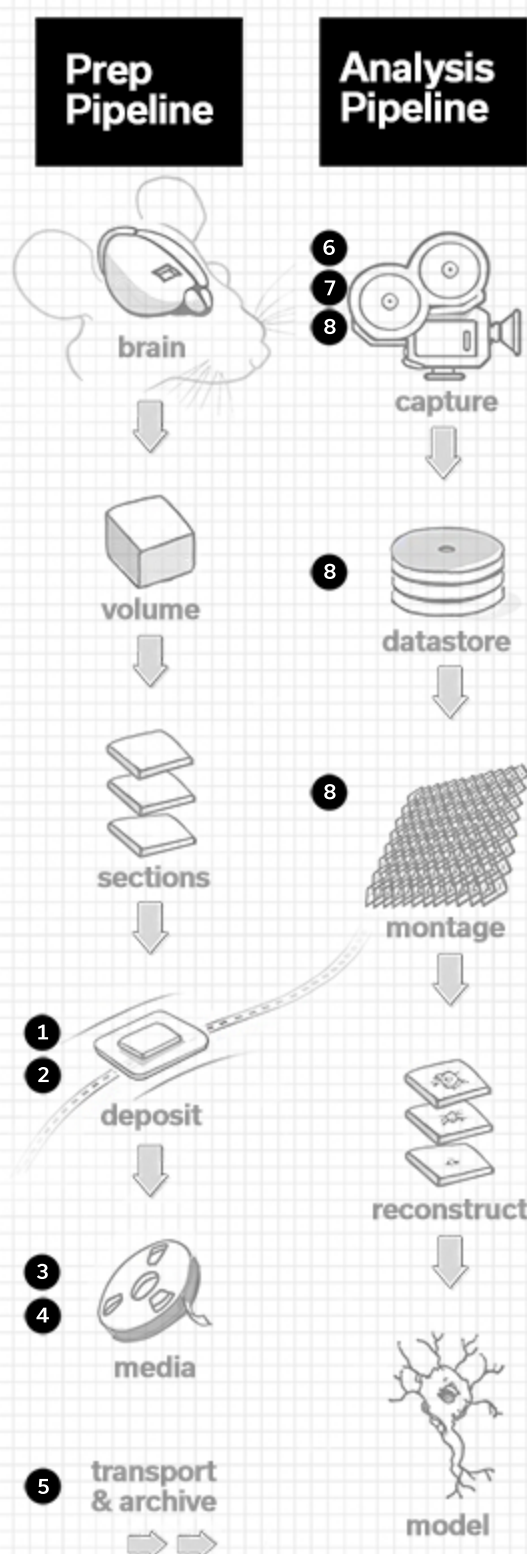 Prep
Pipeline
brain
volume
sections
1
2
deposit
3
4
media
5
transport
& archive
Analysis
Pipeline
6
7
8
capture
8
datastore
8
montage
reconstruct
model